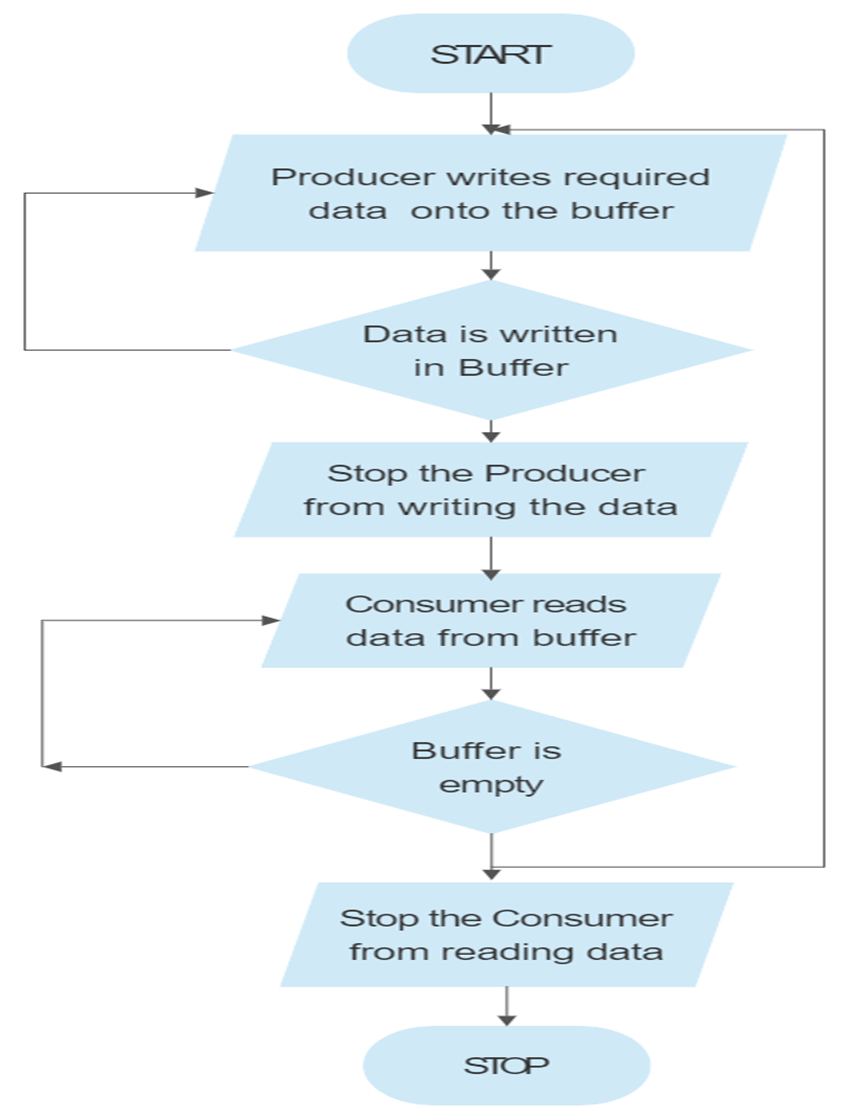 START
Producer writes required
data onto the buffer
Data is written
in Buffer
Stop the Producer
from writing the data
Consumer reads
data from buffer
Buffer is
empty
Stop the Consumer
from reading data
STOP